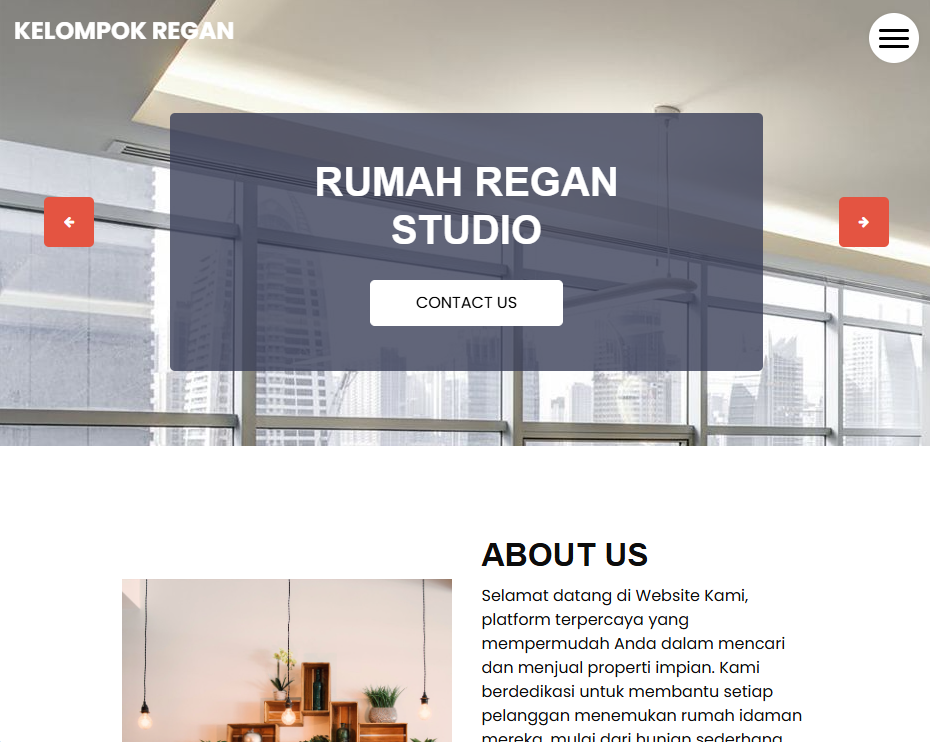 KELOMPOK REGAN
RUMAH REGAN
STUDIO
CONTACT US
ABOUT US
Selamat datang di Website Kami,
platform terpercaya yang
mempermudah Anda dalam mencari
dan menjual properti impian. Kami
berdedikasi untuk membantu setiap
pelanggan menemukan rumah idaman
mereka, mulai dari hunian sederhana